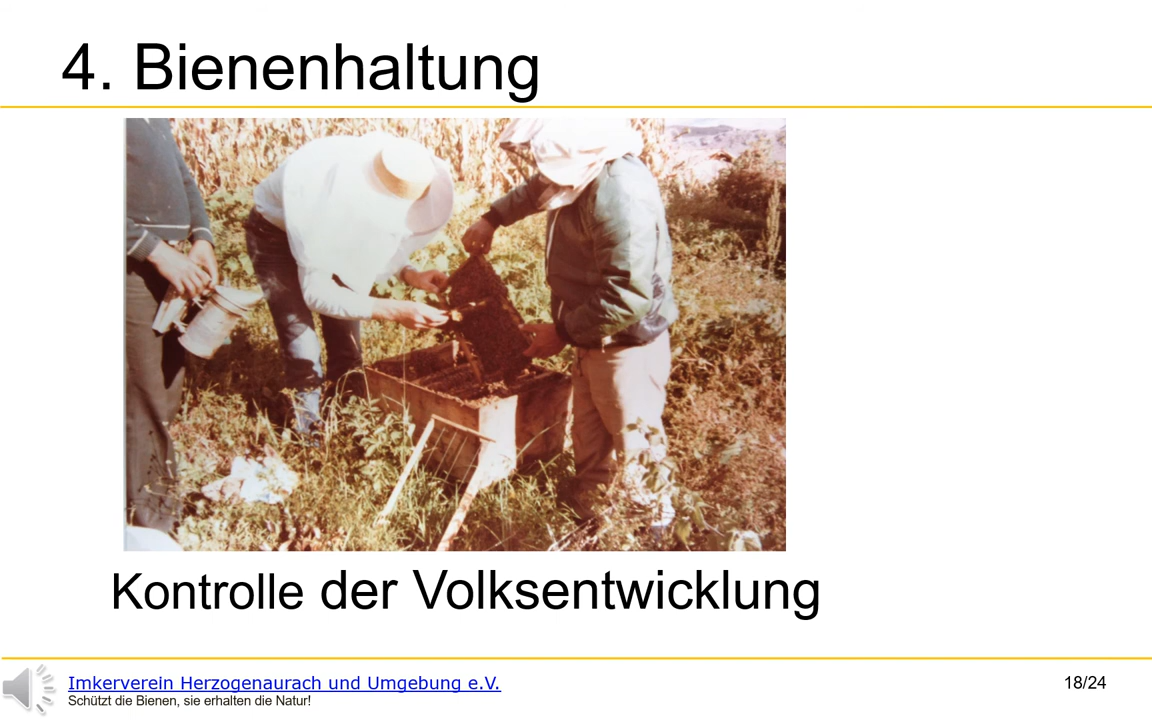 4. Bienenhaltung
Kontrolle der Volksentwicklung
Imkerverein Herzogenaurach und Umgebung e.V.
Schützt die Bienen, sie erhalten die Natur!
18/24